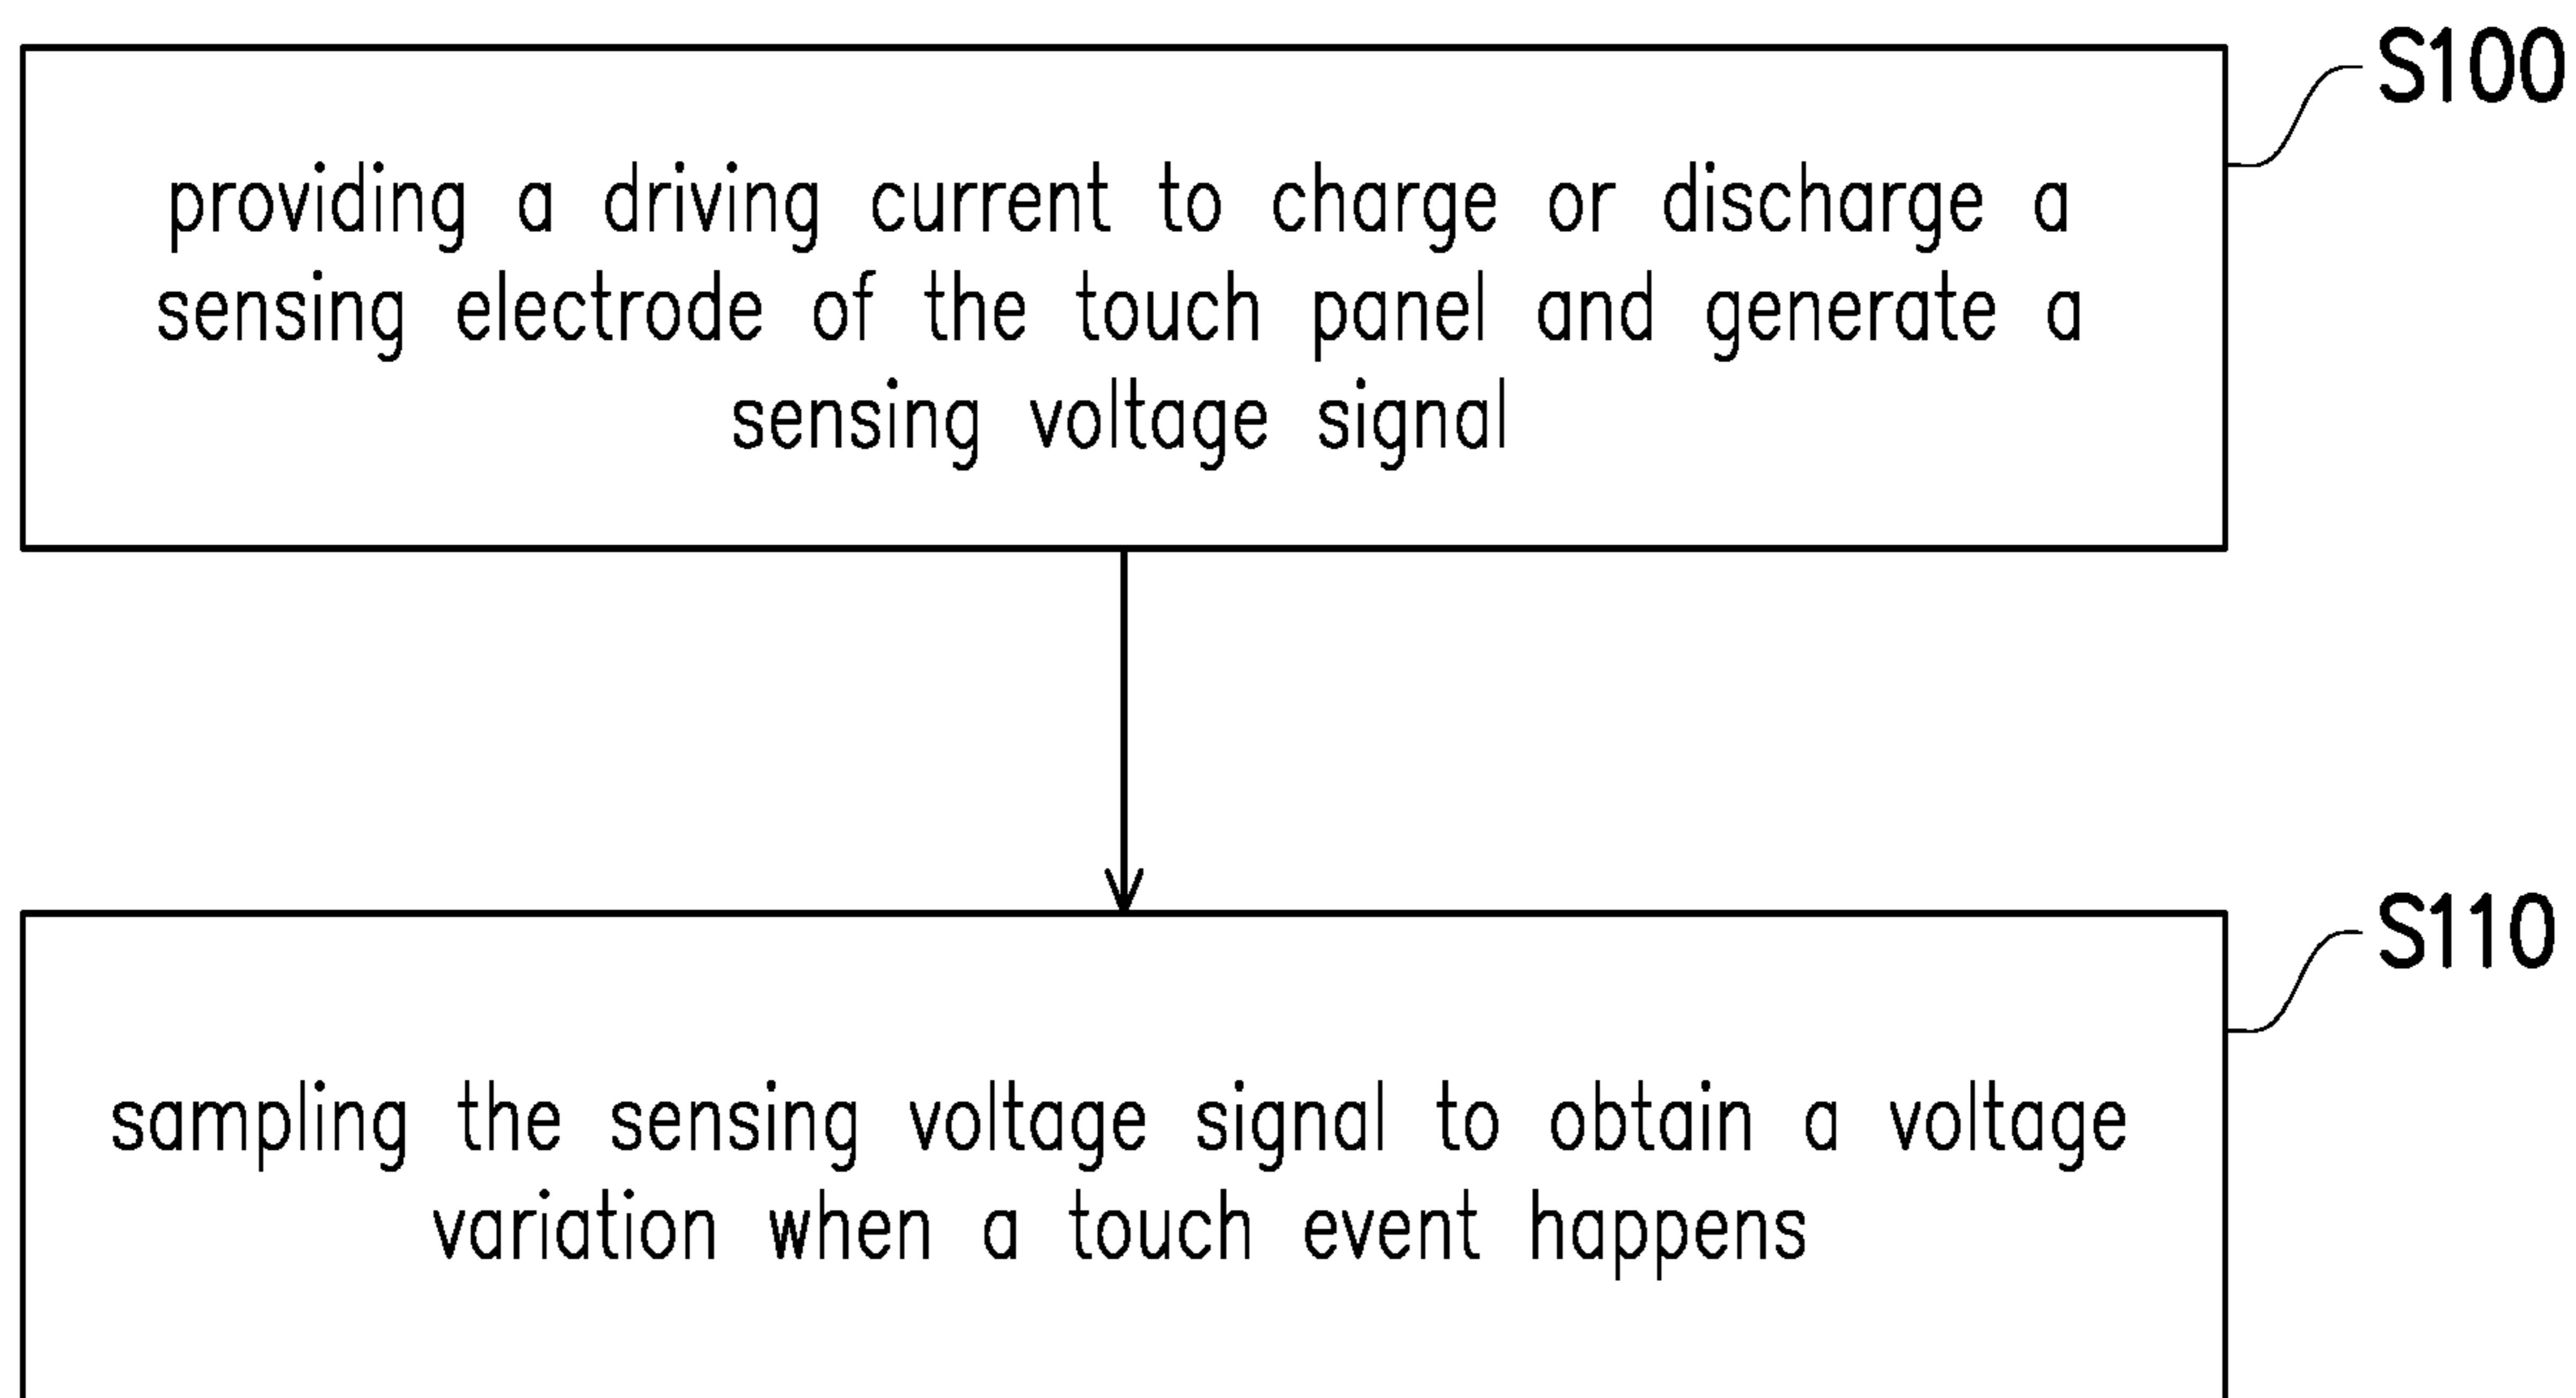 S100
providing a driving current to charge or discharge a
sensing electrode of the touch panel and generate a
sensing voltage signal
S110
sampling the sensing voltage signal to obtain a voltage
variation when a touch event happens